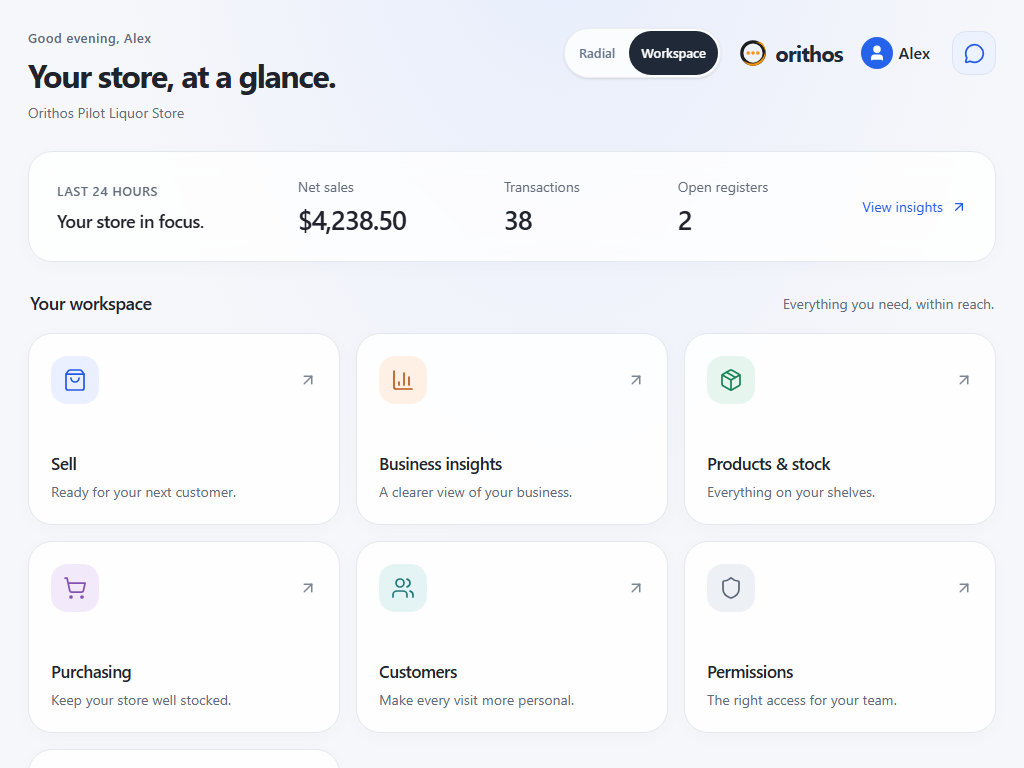 Good evening, Alex
Your store, at a glance.
Orithos Pilot Liquor Store
Radial
Workspace
orithos
Alex
LAST 24 HOURS
Your store in focus.
Net sales
$4,238.50
Transactions
38
Open registers
2
View insights
Your workspace
Everything you need, within reach.
Sell
Ready for your next customer.
Business insights
A clearer view of your business.
Products & stock
Everything on your shelves.
Purchasing
Keep your store well stocked.
Customers
Make every visit more personal.
Permissions
The right access for your team.